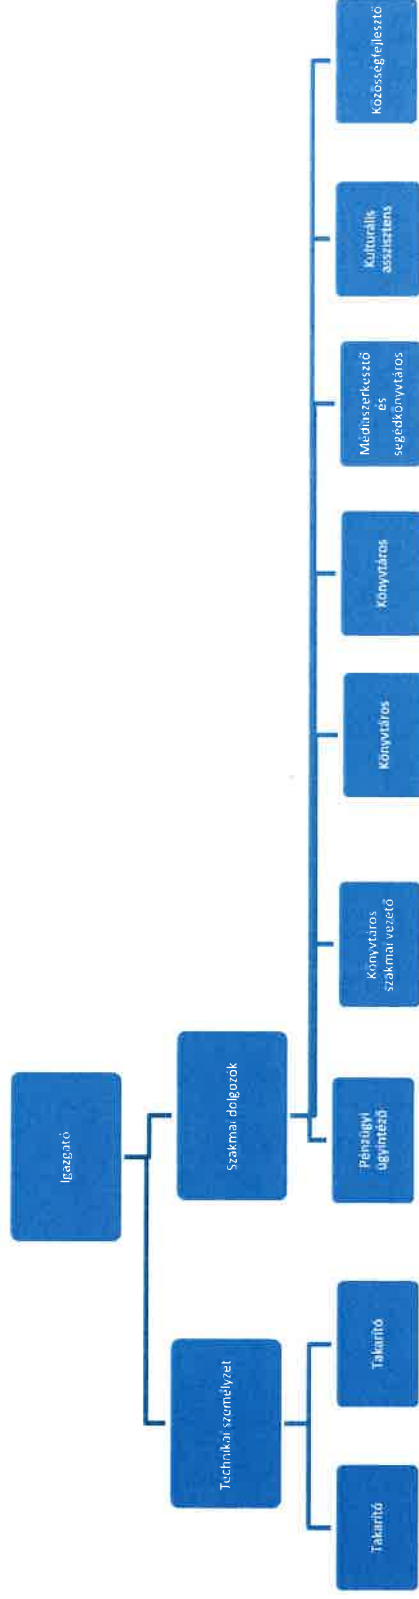 Igazgató
Technikai személyzet
Szakmai dolgozók
Takarító
Takarító
Pénzügyi
ügyintéző
Könyvtáros
szakmai vezető
Könyvtáros
Könyvtáros
Médiaszerkesztő
és
segédkönyvtáros
Kulturális
asszisztens
Közösségfejlesztő